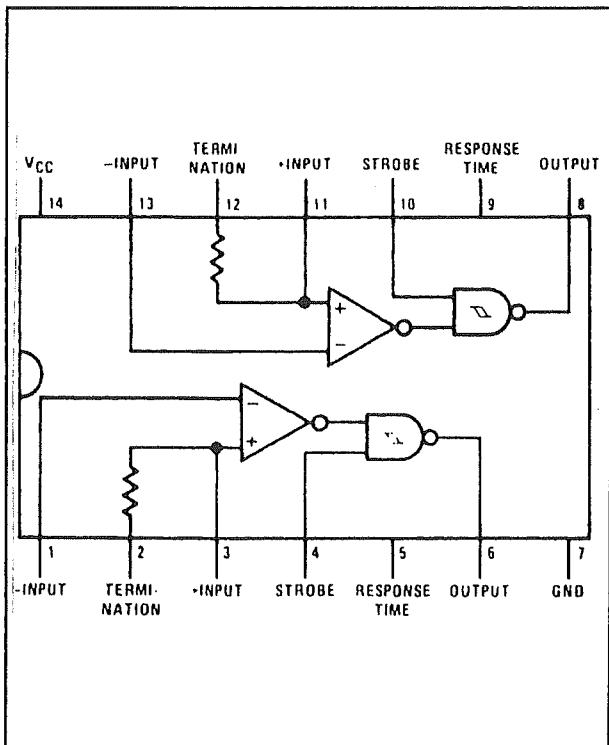 TERMI
NATION
RESPONSE
TIME
VCC
–INPUT
+INPUT
STROBE
OUTPUT
14
13
12
11
10
9
8
+
–
–
+
1
2
3
4
5
6
7
-INPUT
TERMI-
NATION
+INPUT
STROBE
RESPONSE
TIME
OUTPUT
GND